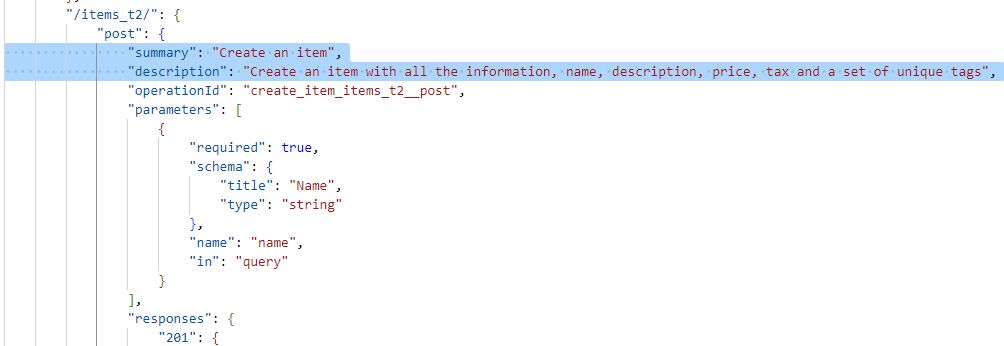 "/items_t2/": {
"post": {
"summary": "Create an item",
"description": "Create an item with all the information, name, description, price, tax and a set of unique tags",
"operationId": "create_item_items_t2__post",
"parameters": [
{
"required": true,
"schema": {
"title": "Name",
"type": "string"
},
"name": "name",
"in": "query"
}
],
"responses": {
"201": {